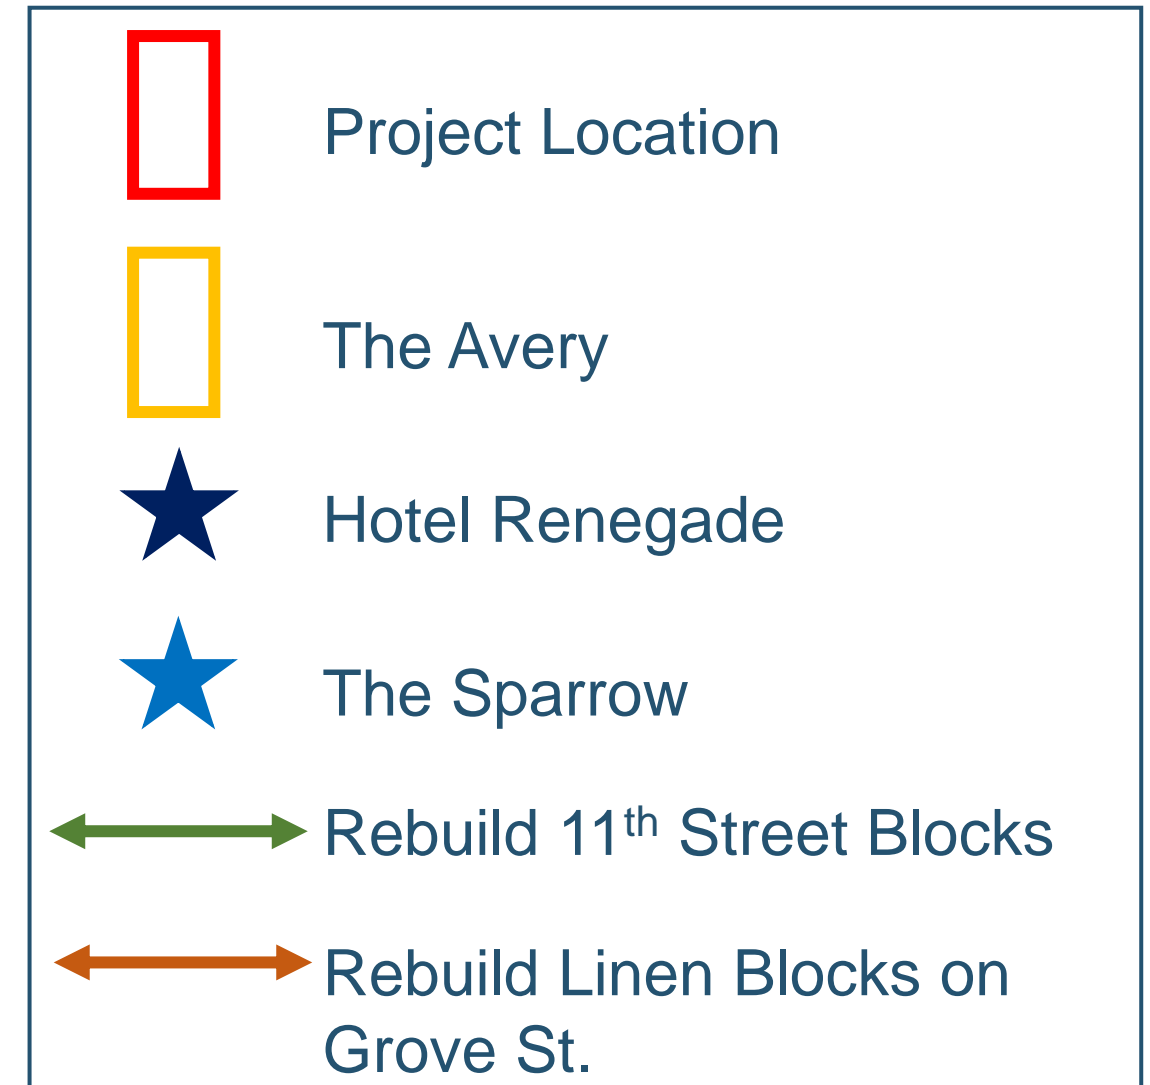 Project Location
The Avery
Hotel Renegade
The Sparrow
Rebuild 11th Street Blocks
Rebuild Linen Blocks on
Grove St.